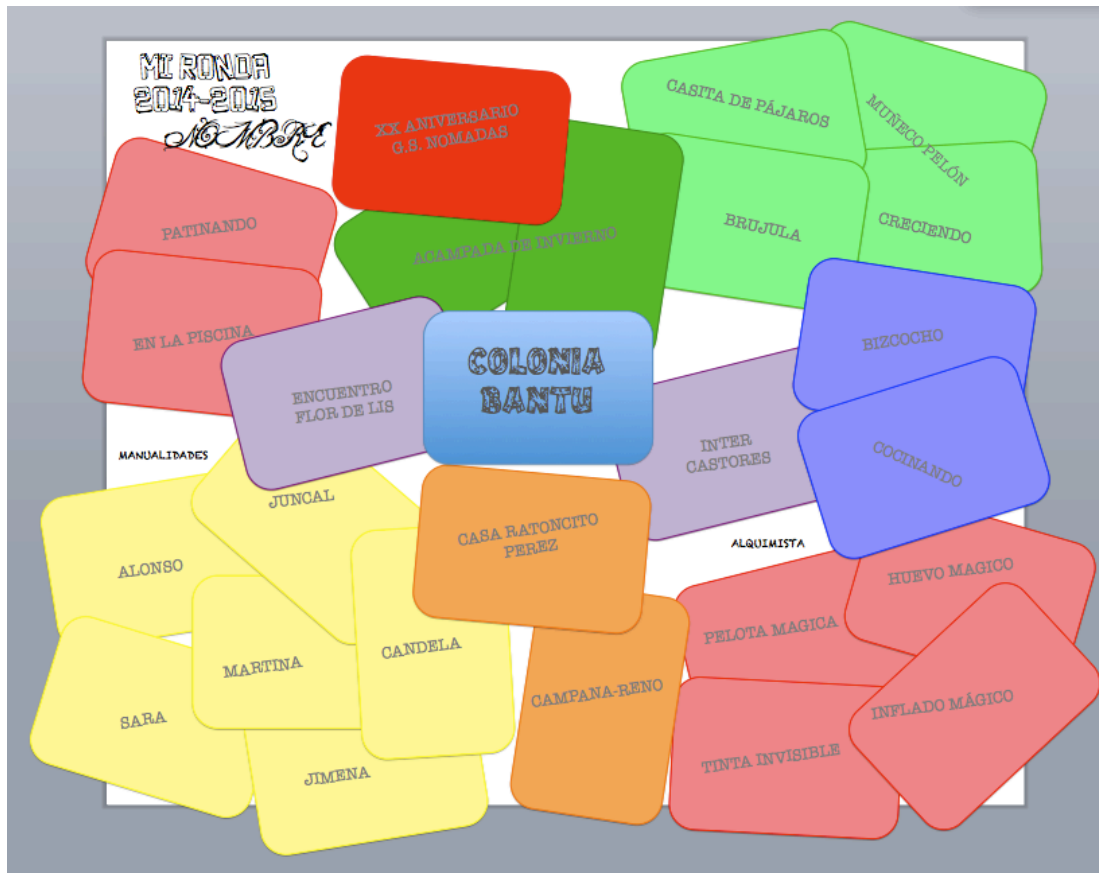 MI RONDA
2014-2015
NOMBRE
XX ANIVERSARIO
G.S. NOMADAS
CASITA DE PÁJAROS
MUÑECO PELÓN
PATINANDO
ACAMPADA DE INVIERNO
BRUJULA
CRECIENDO
EN LA PISCINA
BIZCOCHO
ENCUENTRO
FLOR DE LIS
COLONIA
BANTU
INTER
CASTORES
COCINANDO
MANUALIDADES
JUNCAL
CASA RATONCITO
PEREZ
ALQUIMISTA
ALONSO
HUEVO MAGICO
PELOTA MAGICA
MARTINA
CANDELA
CAMPANA-RENO
INFLADO MÁGICO
SARA
JIMENA
TINTA INVISIBLE